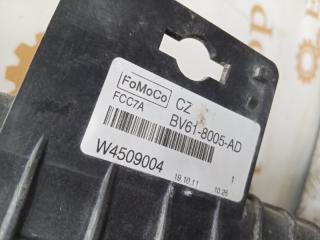 FoMoCo CZ
FCC7A
BV61-8005-AD
W4509004
1
19.10.11 10:26